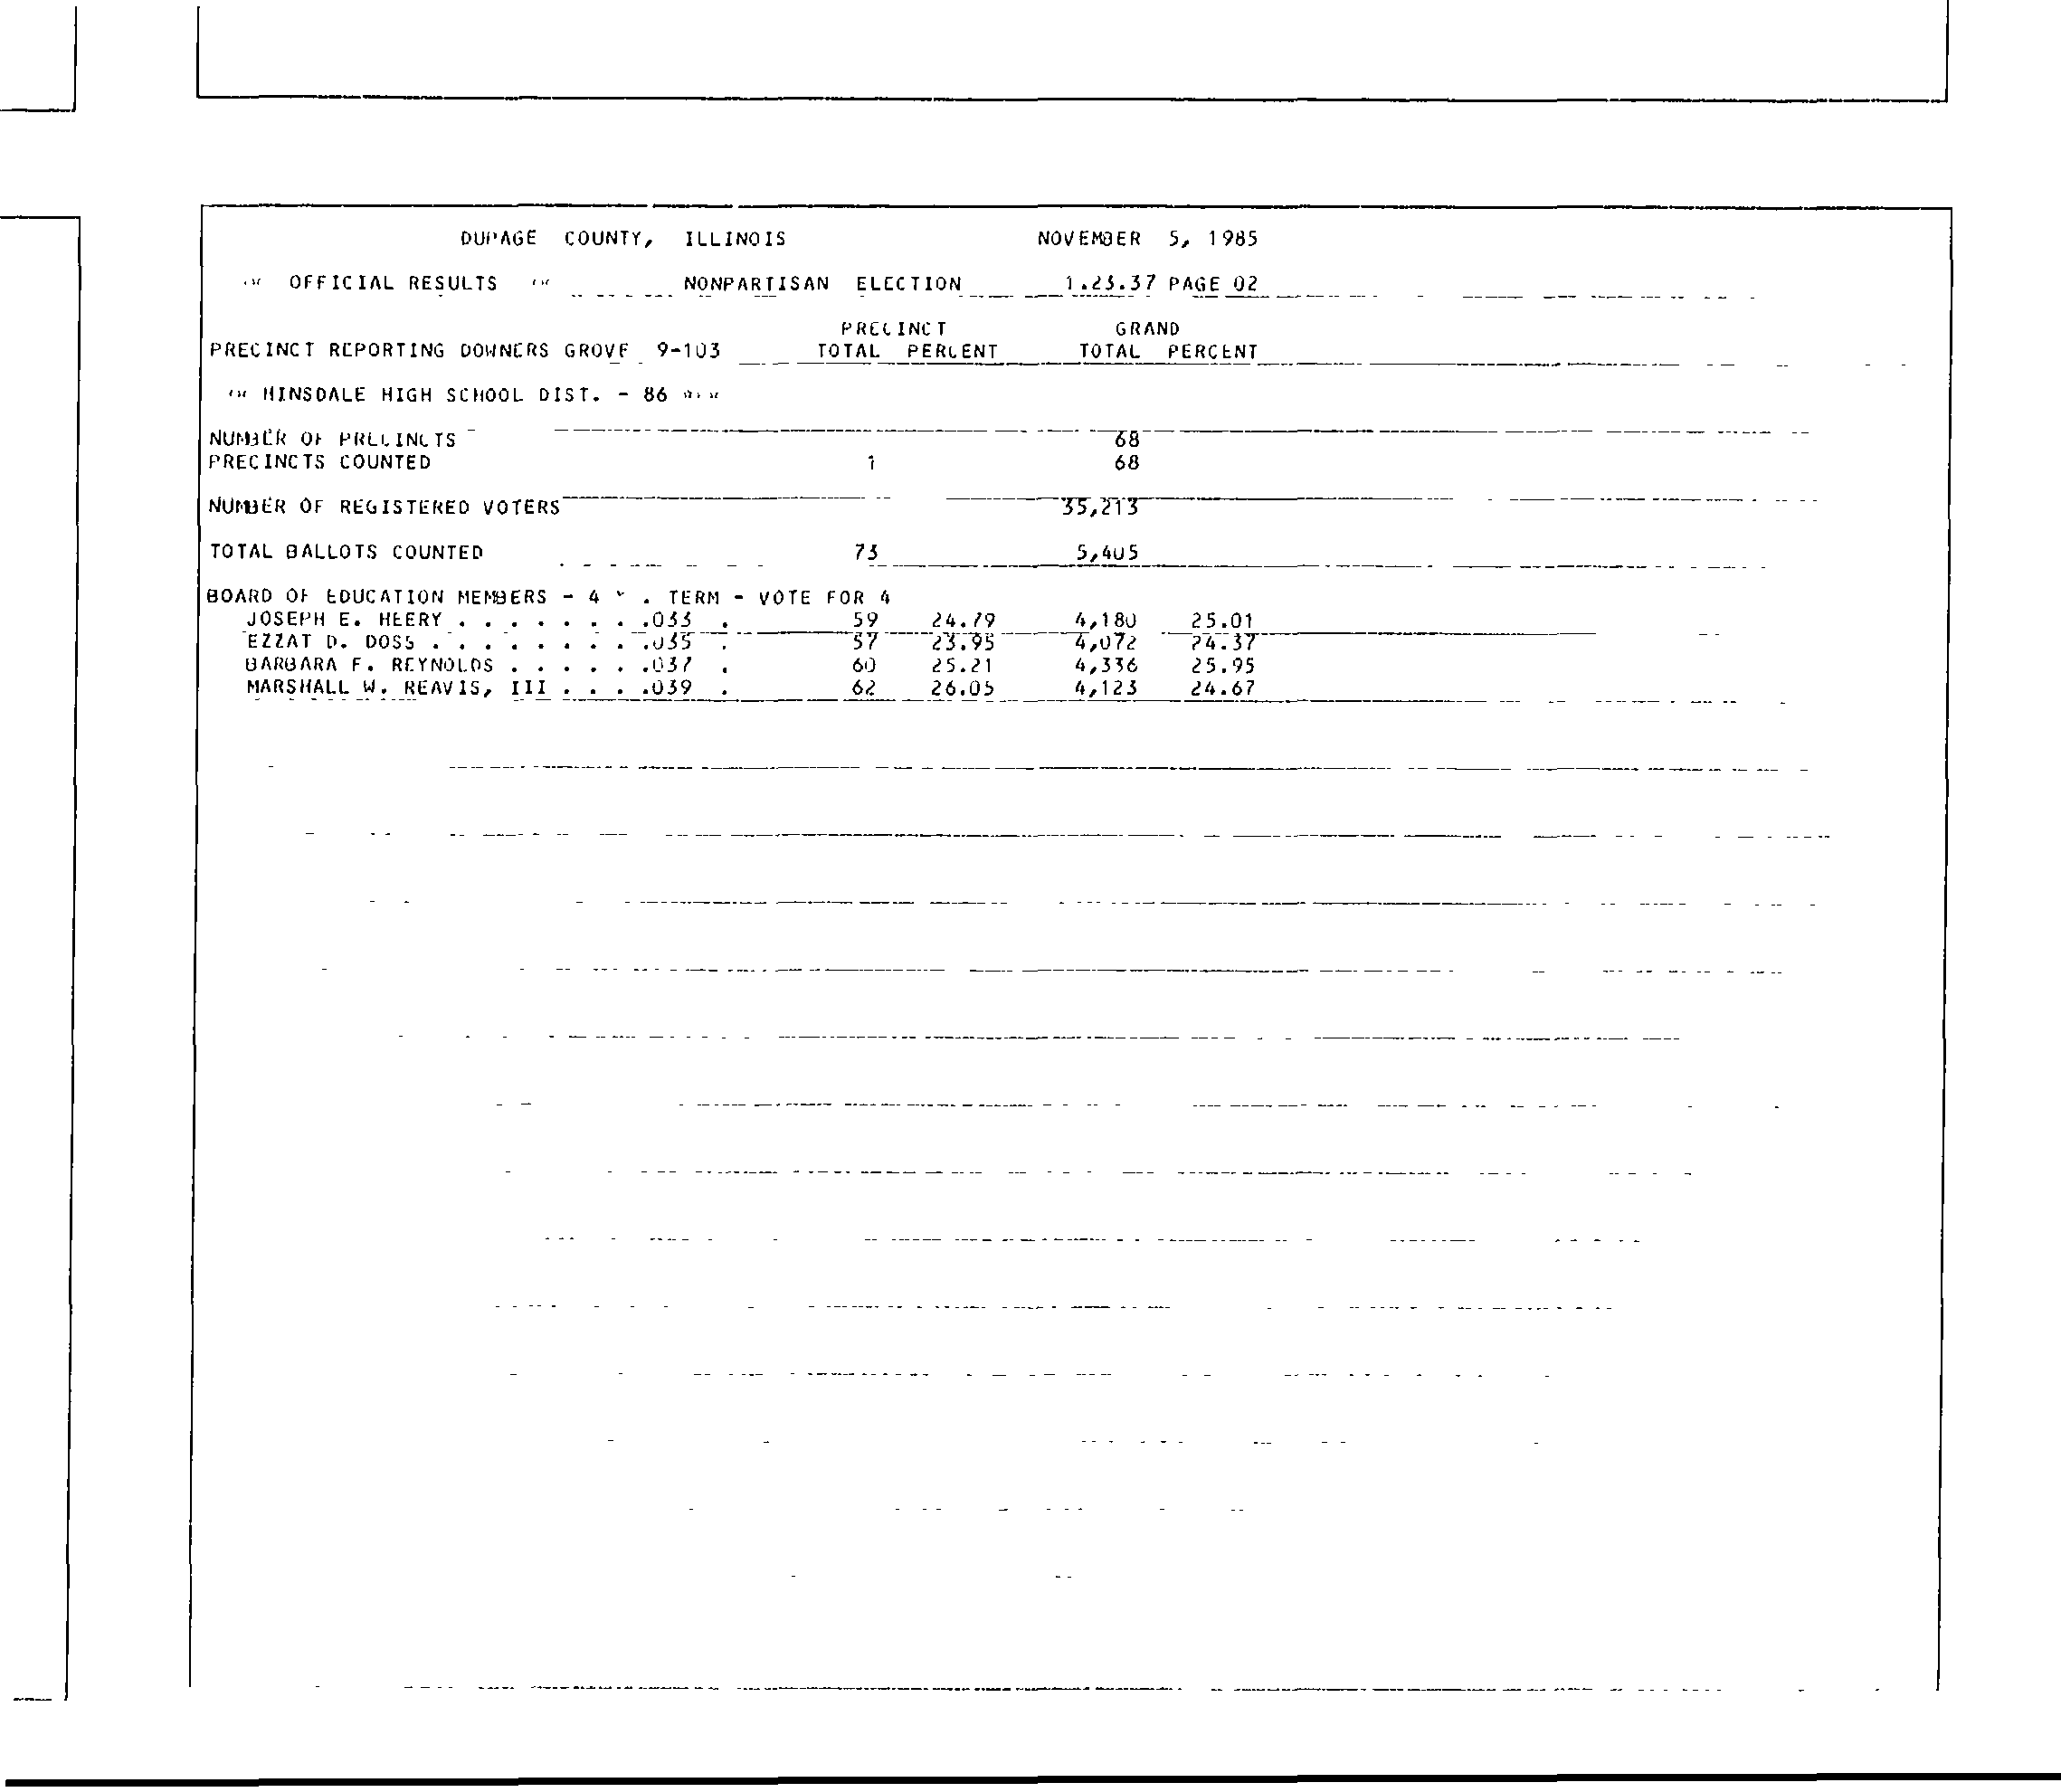 DUPAGE COUNTY, ILLINOIS NOVEMBER 5, 1985
OFFICIAL RESULTS NONPARTISAN ELECTION 1.23.37 PAGE 02
PRECINCT GRAND
PRECINCT REPORTING DOWNERS GROVE 9-103 TOTAL PERCENT TOTAL PERCENT
HINSDALE HIGH SCHOOL DIST. - 86
NUMBER OF PRECINCTS 68
PRECINCTS COUNTED 1 68
NUMBER OF REGISTERED VOTERS 35,213
TOTAL BALLOTS COUNTED 73 5,405
BOARD OF EDUCATION MEMBERS - 4 . TERM - VOTE FOR 4
JOSEPH E. HEERY . . . . . . . .033 . 59 24.79 4,180 25.01
EZZAT D. DOSS . . . . . . . . .035 . 57 23.95 4,072 24.37
BARBARA F. REYNOLDS . . . . . .037 . 60 25.21 4,336 25.95
MARSHALL W. REAVIS, III . . . .039 . 62 26.05 4,123 24.67